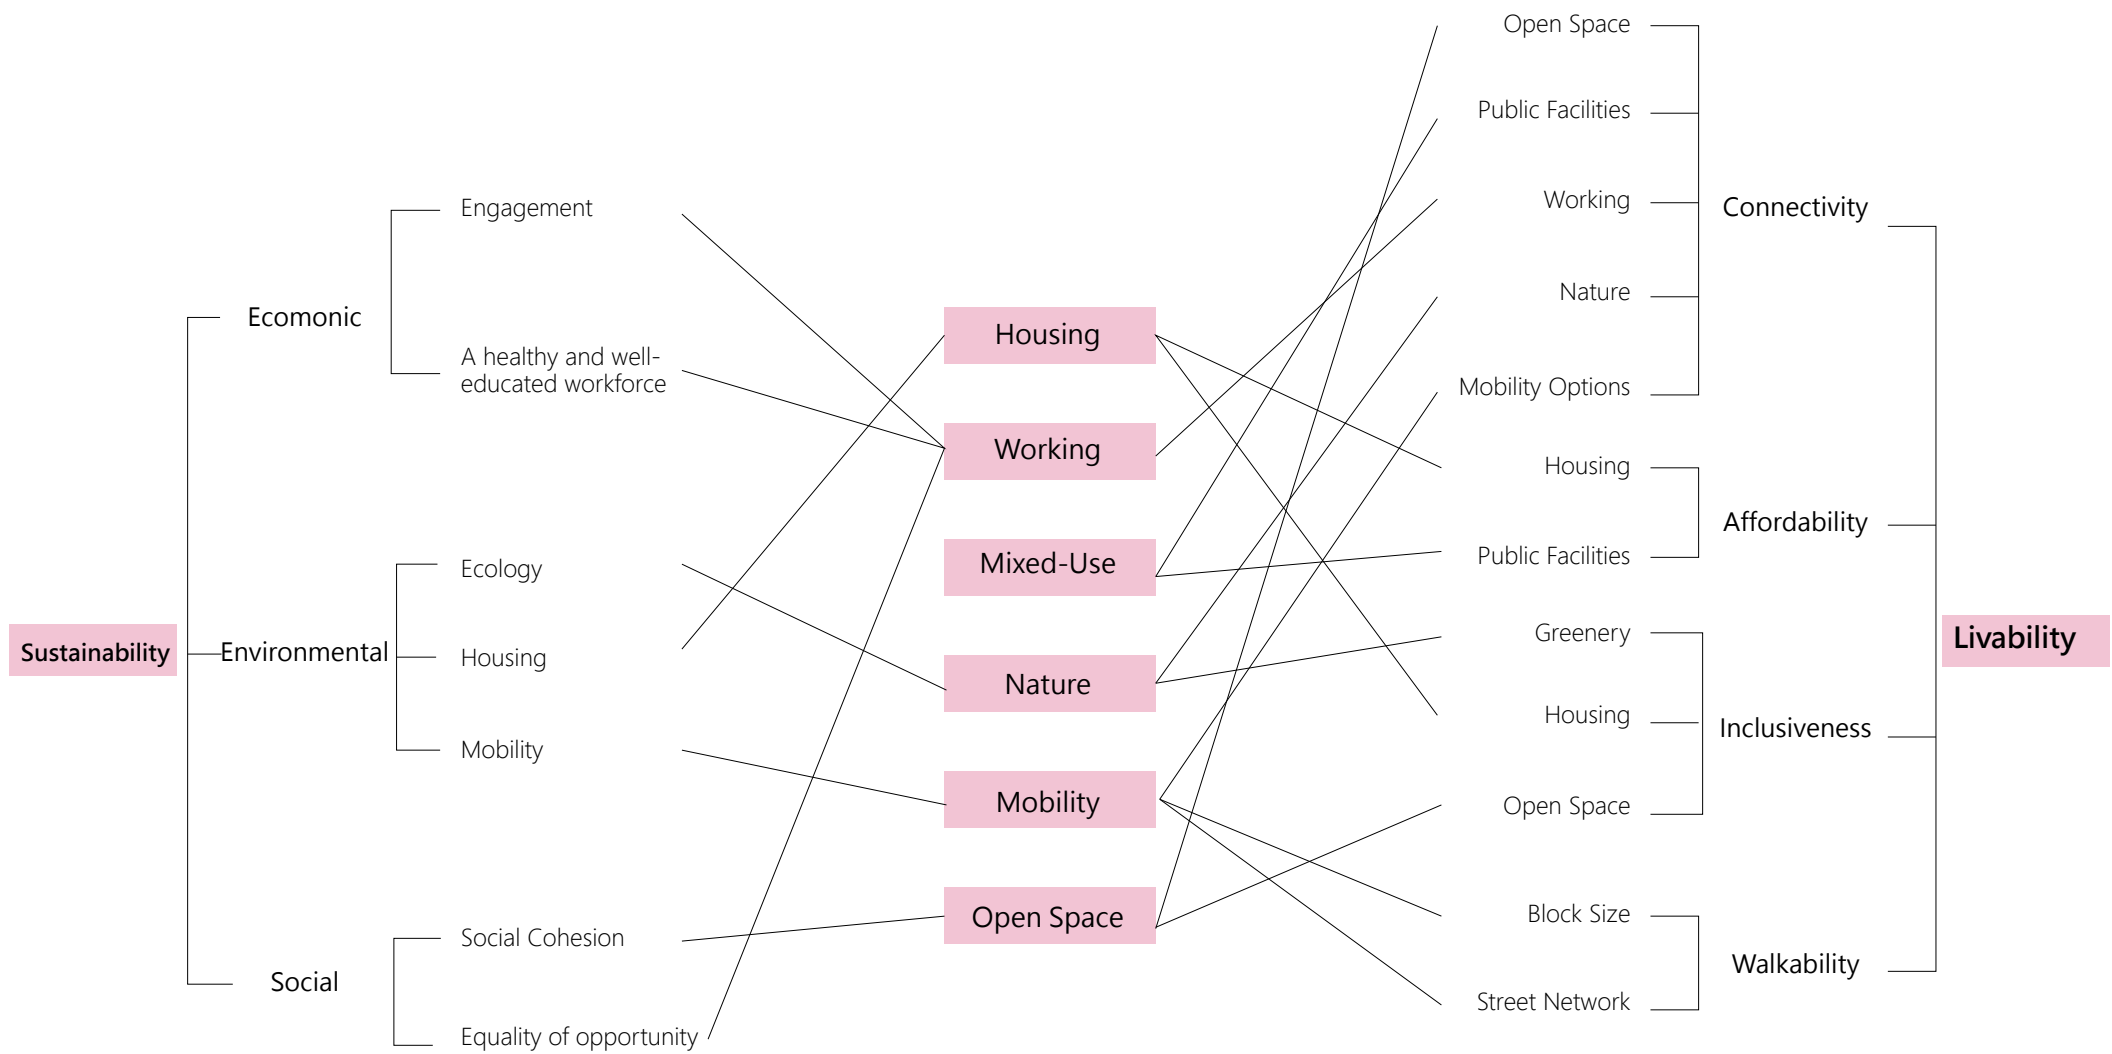 Sustainability
Ecomonic
Environmental
Social
Engagement
A healthy and well-
educated workforce
Ecology
Housing
Mobility
Social Cohesion
Equality of opportunity
Housing
Working
Mixed-Use
Nature
Mobility
Open Space
Open Space
Public Facilities
Working
Nature
Mobility Options
Housing
Public Facilities
Greenery
Housing
Open Space
Block Size
Street Network
Connectivity
Affordability
Inclusiveness
Walkability
Livability